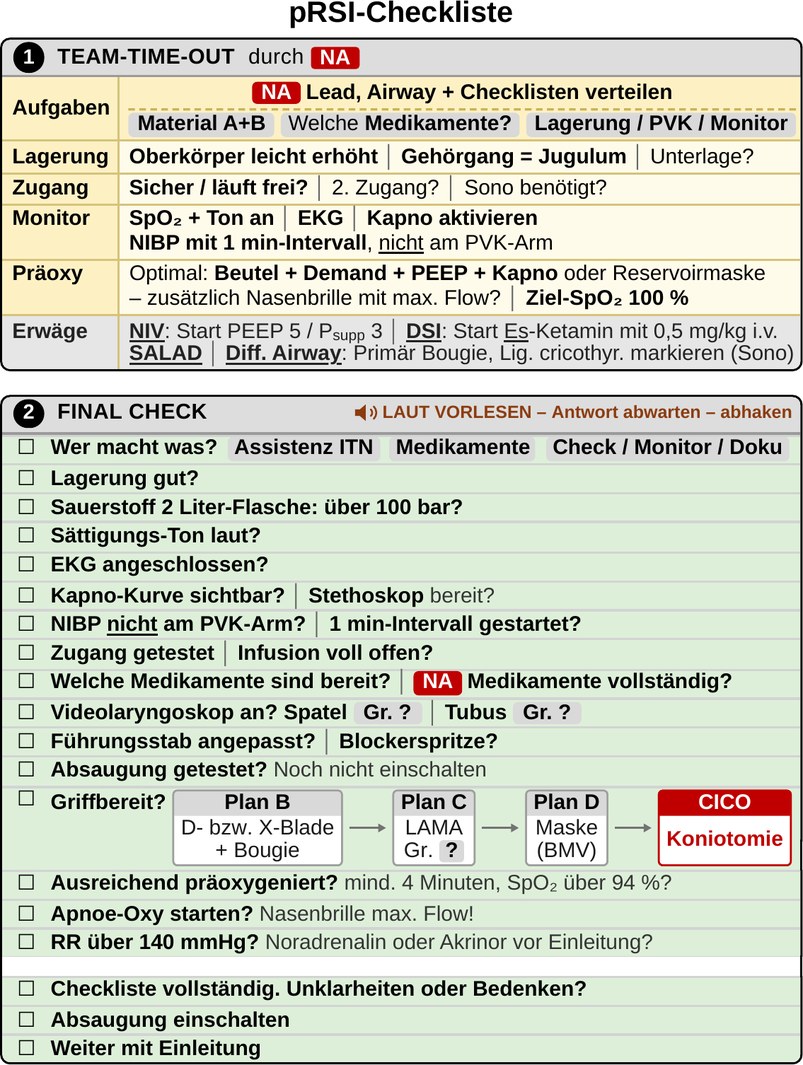 pRSI-Checkliste
1 TEAM-TIME-OUT durch NA
Aufgaben
NA Lead, Airway + Checklisten verteilen
Material A+B Welche Medikamente? Lagerung / PVK / Monitor
Lagerung Oberkörper leicht erhöht | Gehörgang = Jugulum | Unterlage?
Zugang Sicher / läuft frei? | 2. Zugang? | Sono benötigt?
Monitor SpO₂ + Ton an | EKG | Kapno aktivieren
NIBP mit 1 min-Intervall, nicht am PVK-Arm
Präoxy Optimal: Beutel + Demand + PEEP + Kapno oder Reservoirmaske
– zusätzlich Nasenbrille mit max. Flow? | Ziel-SpO₂ 100 %
Erwäge NIV: Start PEEP 5 / Psupp 3 | DSI: Start Es-Ketamin mit 0,5 mg/kg i.v.
SALAD | Diff. Airway: Primär Bougie, Lig. cricothyr. markieren (Sono)
2 FINAL CHECK LAUT VORLESEN – Antwort abwarten – abhaken
☐ Wer macht was? Assistenz ITN Medikamente Check / Monitor / Doku
☐ Lagerung gut?
☐ Sauerstoff 2 Liter-Flasche: über 100 bar?
☐ Sättigungs-Ton laut?
☐ EKG angeschlossen?
☐ Kapno-Kurve sichtbar? | Stethoskop bereit?
☐ NIBP nicht am PVK-Arm? | 1 min-Intervall gestartet?
☐ Zugang getestet | Infusion voll offen?
☐ Welche Medikamente sind bereit? | NA Medikamente vollständig?
☐ Videolaryngoskop an? Spatel Gr. ? | Tubus Gr. ?
☐ Führungsstab angepasst? | Blockerspritze?
☐ Absaugung getestet? Noch nicht einschalten
☐ Griffbereit?
Plan B
D- bzw. X-Blade
+ Bougie
Plan C
LAMA
Gr. ?
Plan D
Maske
(BMV)
CICO
Koniotomie
☐ Ausreichend präoxygeniert? mind. 4 Minuten, SpO₂ über 94 %?
☐ Apnoe-Oxy starten? Nasenbrille max. Flow!
☐ RR über 140 mmHg? Noradrenalin oder Akrinor vor Einleitung?
☐ Checkliste vollständig. Unklarheiten oder Bedenken?
☐ Absaugung einschalten
☐ Weiter mit Einleitung